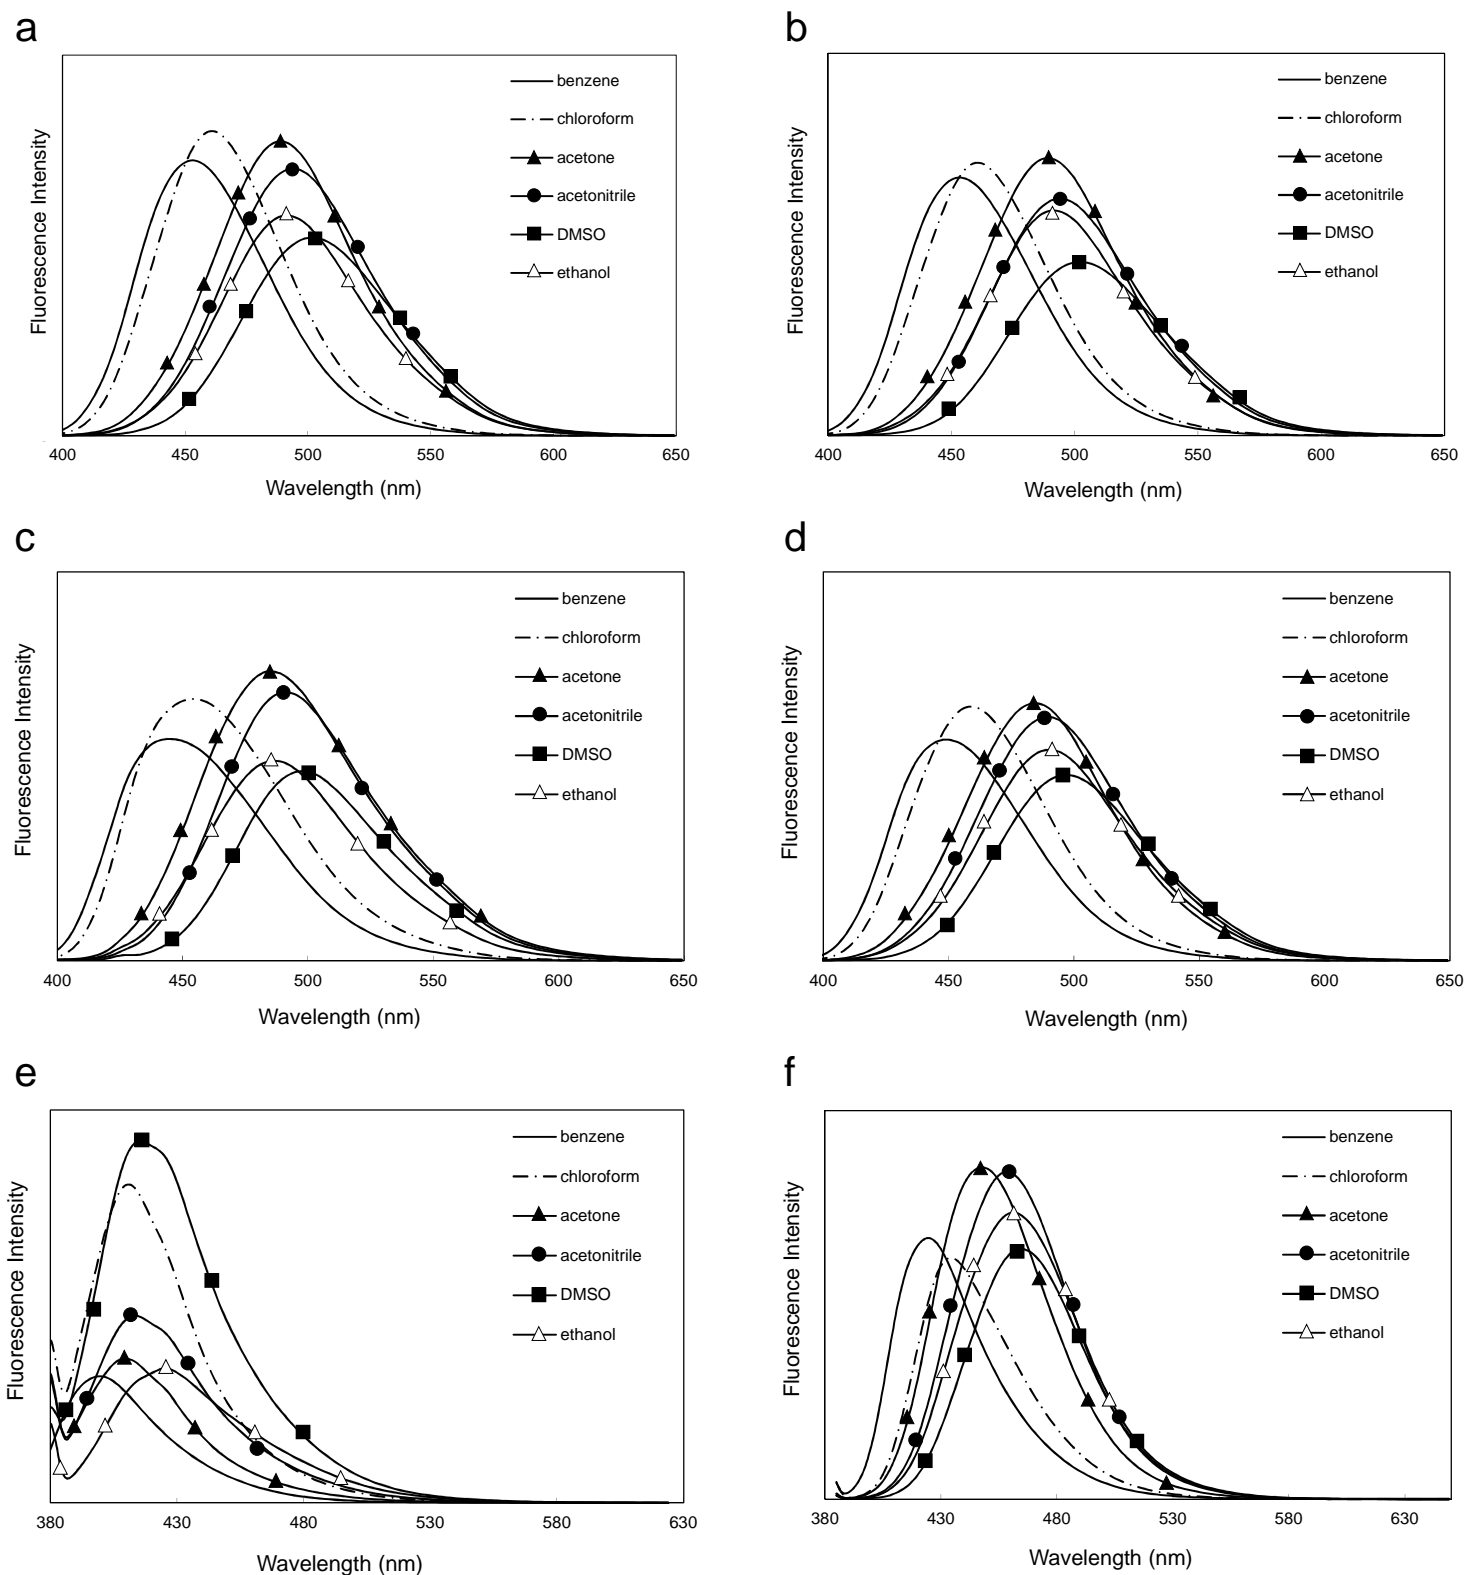 a
Fluorescence Intensity
benzene
chloroform
acetone
acetonitrile
DMSO
ethanol
400 450 500 550 600 650
Wavelength (nm)
b
Fluorescence Intensity
benzene
chloroform
acetone
acetonitrile
DMSO
ethanol
400 450 500 550 600 650
Wavelength (nm)
c
Fluorescence Intensity
benzene
chloroform
acetone
acetonitrile
DMSO
ethanol
400 450 500 550 600 650
Wavelength (nm)
d
Fluorescence Intensity
benzene
chloroform
acetone
acetonitrile
DMSO
ethanol
400 450 500 550 600 650
Wavelength (nm)
e
Fluorescence Intensity
benzene
chloroform
acetone
acetonitrile
DMSO
ethanol
380 430 480 530 580 630
Wavelength (nm)
f
Fluorescence Intensity
benzene
chloroform
acetone
acetonitrile
DMSO
ethanol
380 430 480 530 580 630
Wavelength (nm)